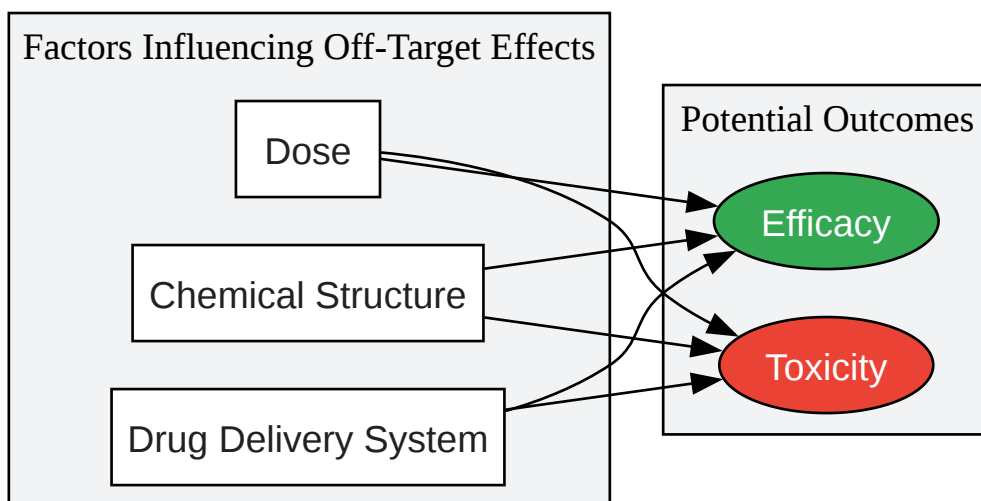 Factors Influencing Off-Target Effects
Dose
Chemical Structure
Drug Delivery System
Potential Outcomes
Efficacy
Toxicity